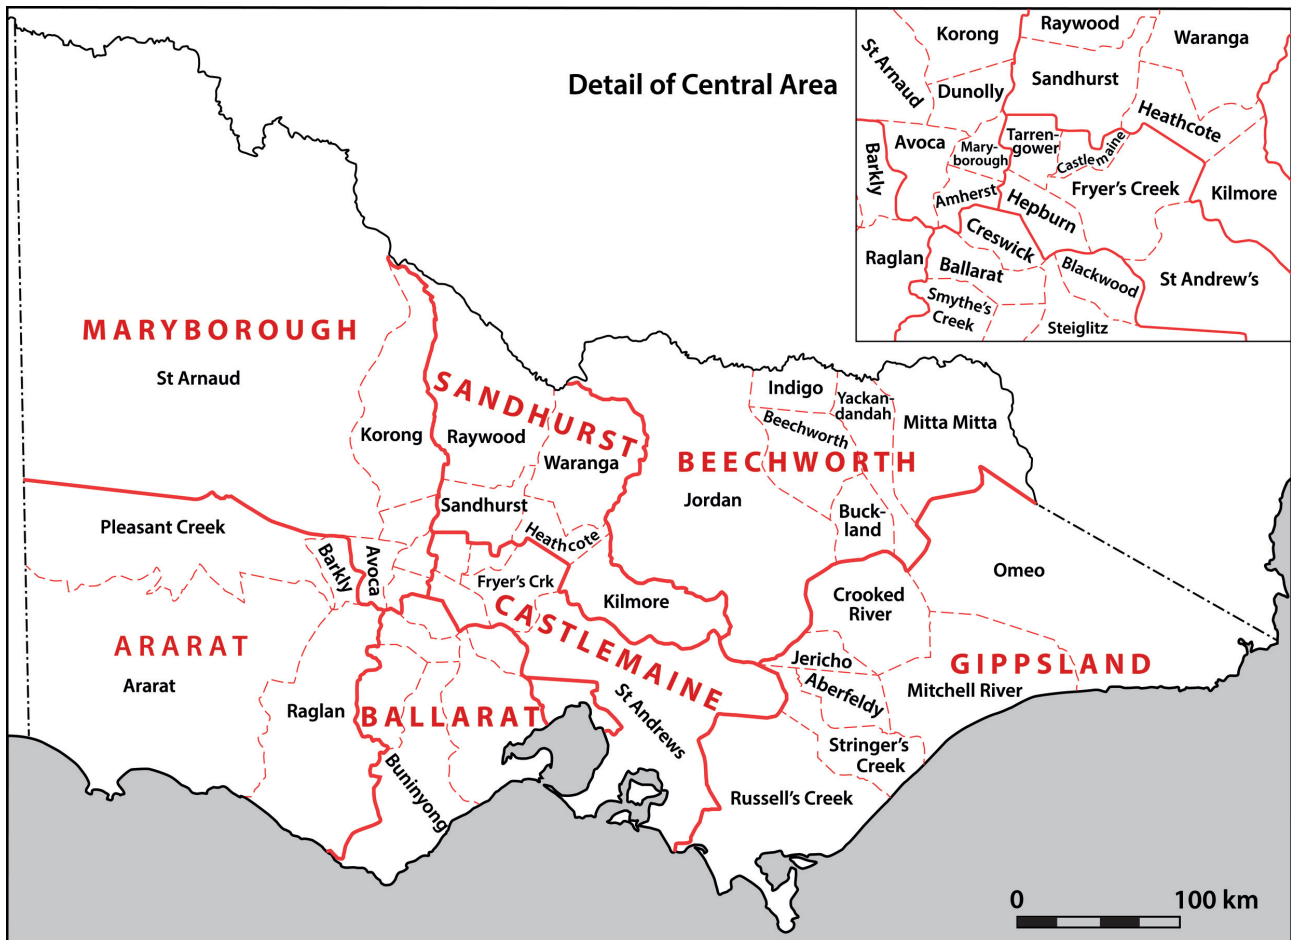 Detail of Central Area
Korong
Raywood
Waranga
St Arnaud
Dunolly
Sandhurst
Heathcote
Barkly
Avoca
Mary-
borough
Tarren-
gower
Castlemaine
Fryer's Creek
Kilmore
Amherst
Hepburn
Creswick
Raglan
Ballarat
Blackwood
St Andrew's
Smythe's
Creek
Steiglitz
MARYBOROUGH
St Arnaud
Korong
SANDHURST
Raywood
Waranga
Sandhurst
Heathcote
BEECHWORTH
Indigo
Yackan-
dandah
Beechworth
Mitta Mitta
Jordan
Buck-
land
Pleasant Creek
Barkly
Avoca
Fryer's Crk
Kilmore
CASTLEMAINE
St Andrews
Omeo
Crooked
River
GIPPSLAND
Jericho
Aberfeldy
Mitchell River
Stringer's
Creek
Russell's Creek
ARARAT
Ararat
Raglan
BALLARAT
Buninyong
0 100 km